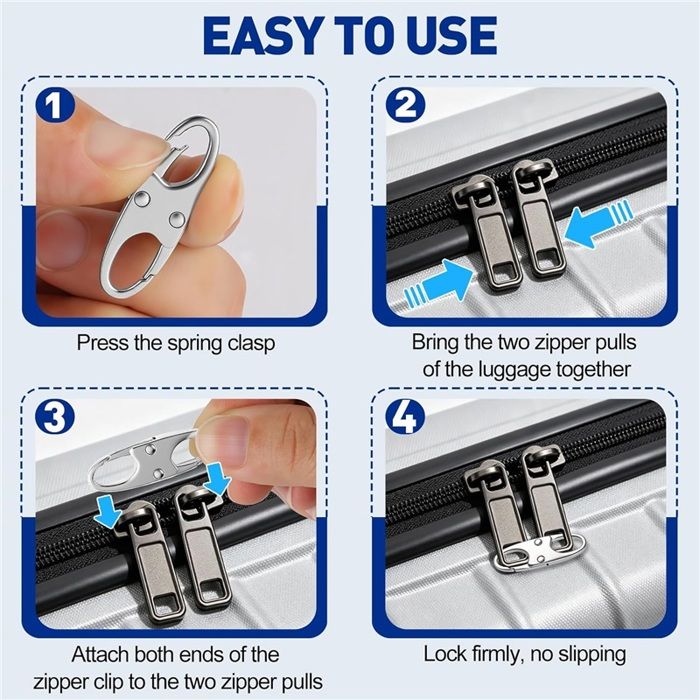 EASY TO USE
1
Press the spring clasp
2
Bring the two zipper pulls
of the luggage together
3
Attach both ends of the
zipper clip to the two zipper pulls
4
Lock firmly, no slipping